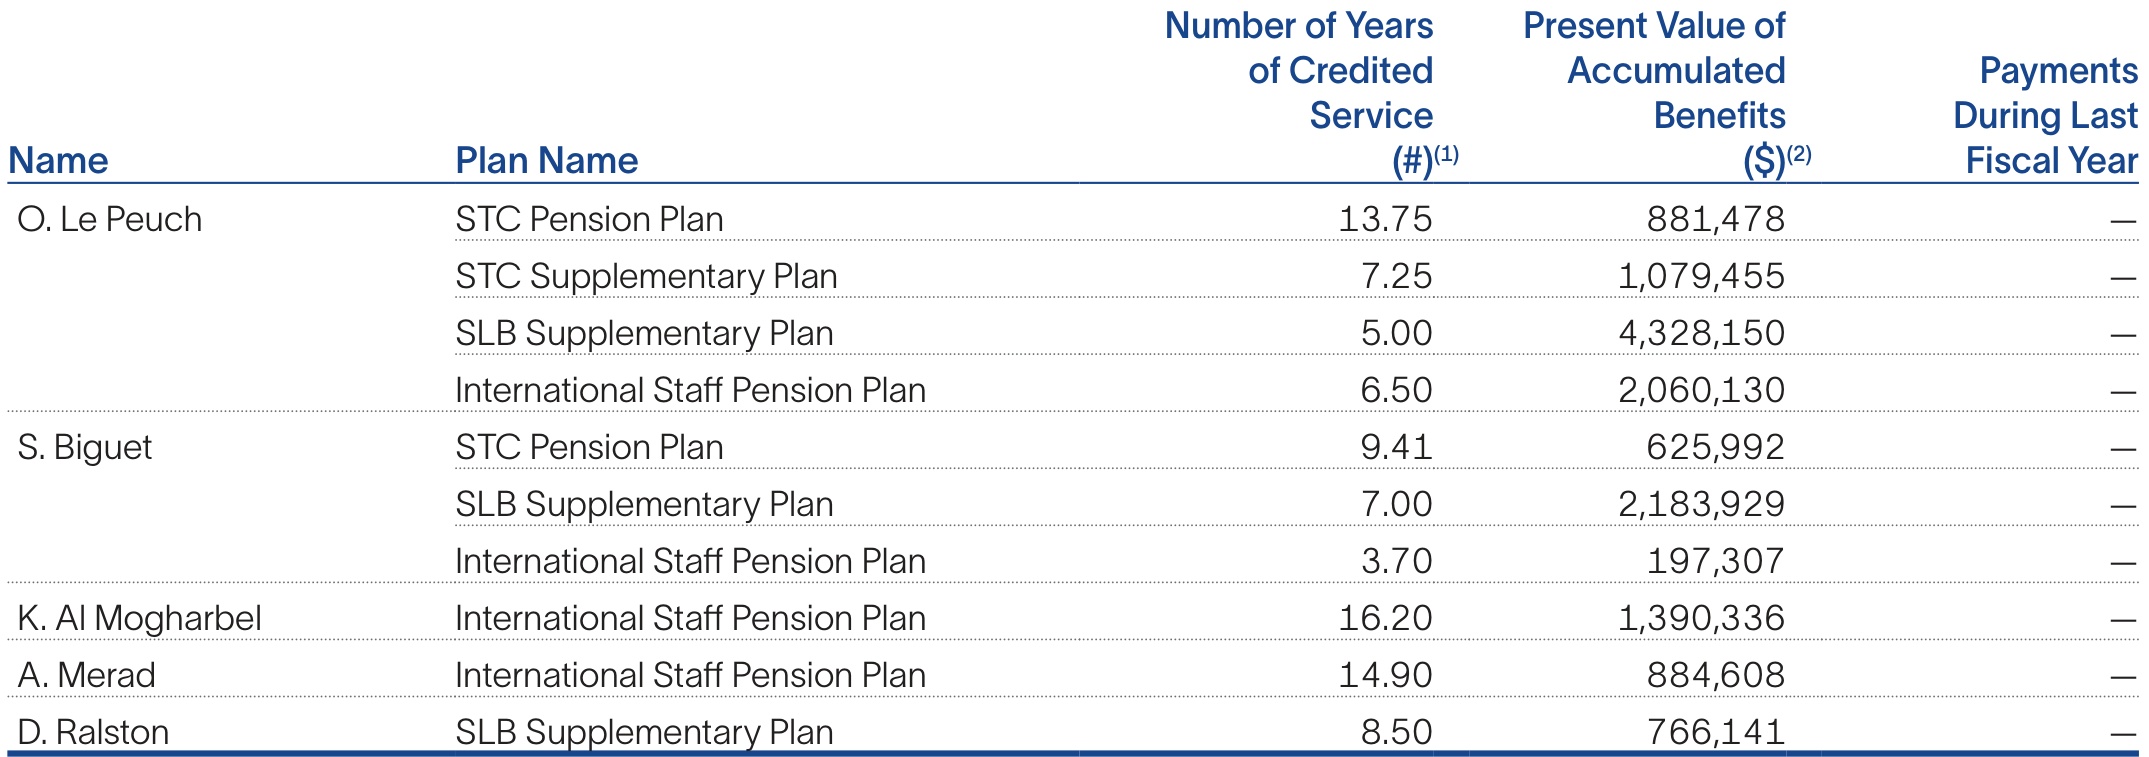 Number of Years Present Value of
of Credited Accumulated Payments
Service Benefits During Last
Name Plan Name (#)(1) ($)(2) Fiscal Year
O. Le Peuch STC Pension Plan 13.75 881,478 —
STC Supplementary Plan 7.25 1,079,455 —
SLB Supplementary Plan 5.00 4,328,150 —
International Staff Pension Plan 6.50 2,060,130 —
S. Biguet STC Pension Plan 9.41 625,992 —
SLB Supplementary Plan 7.00 2,183,929 —
International Staff Pension Plan 3.70 197,307 —
K. Al Mogharbel International Staff Pension Plan 16.20 1,390,336 —
A. Merad International Staff Pension Plan 14.90 884,608 —
D. Ralston SLB Supplementary Plan 8.50 766,141 —